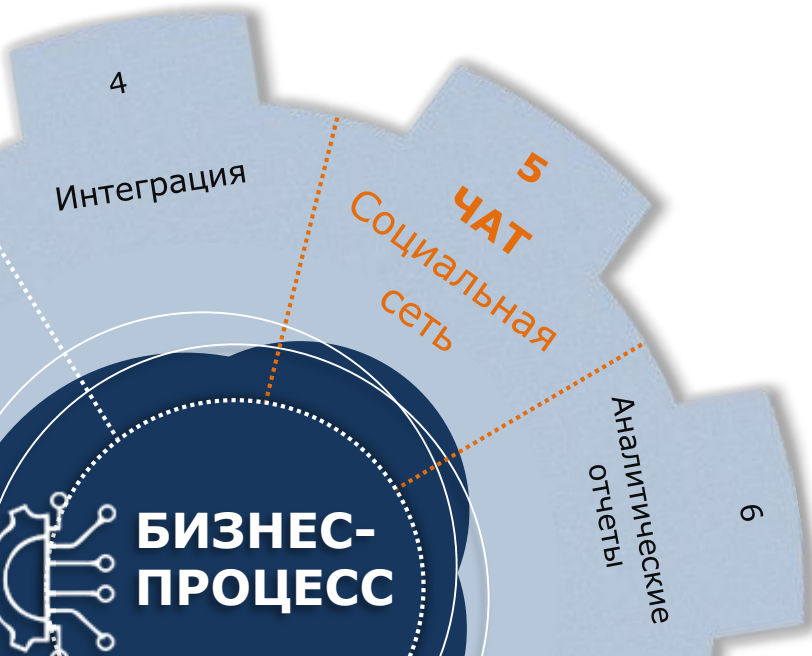 4
Интеграция
5
ЧАТ
Социальная
сеть
6
Аналитические
отчеты
БИЗНЕС-
ПРОЦЕСС